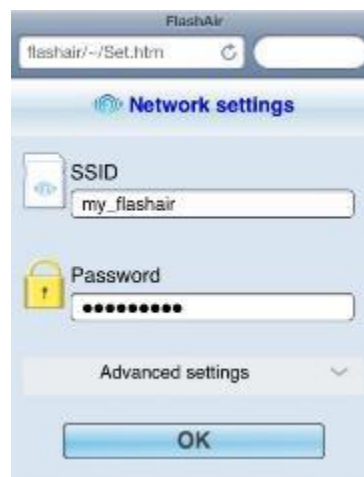 FlashAir
flashair/~/Set.htm
Network settings
SSID
my_flashair
Password
●●●●●●●●●
Advanced settings
OK